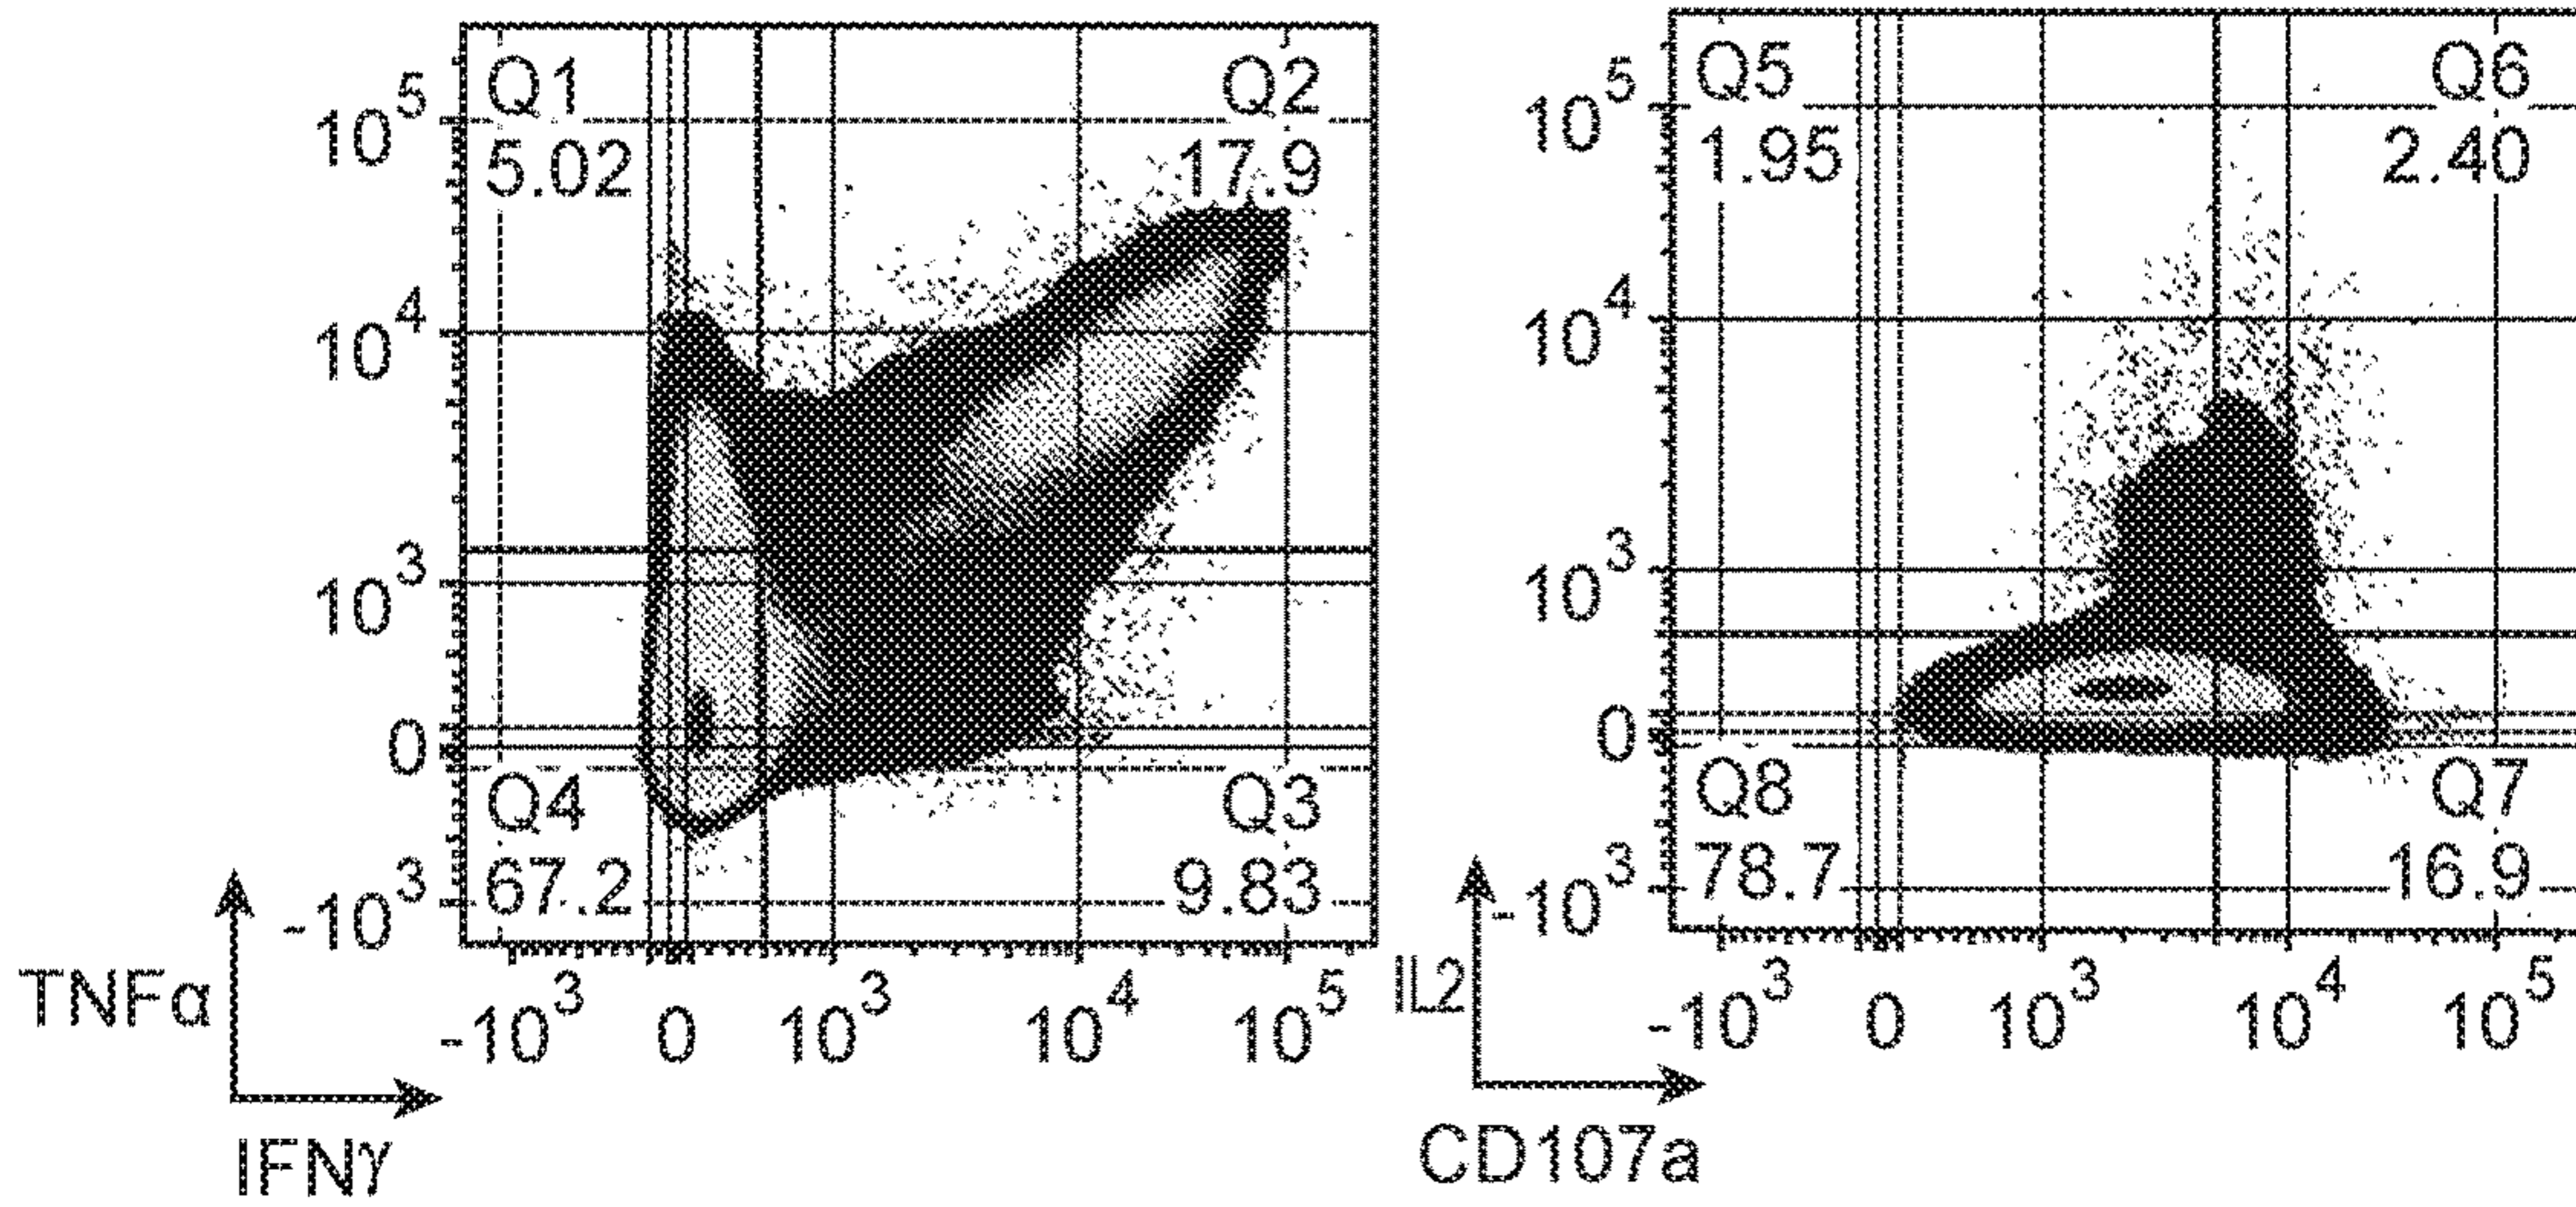 Q1 Q2
5.02 17.9
10^5
10^4
10^3
0
-10^3
Q4 Q3
67.2 9.83
TNFα
-10^3 0 10^3 10^4 10^5
IFNγ
Q5 Q6
1.95 2.40
10^5
10^4
10^3
0
-10^3
Q8 Q7
78.7 16.9
IL2
-10^3 0 10^3 10^4 10^5
CD107a